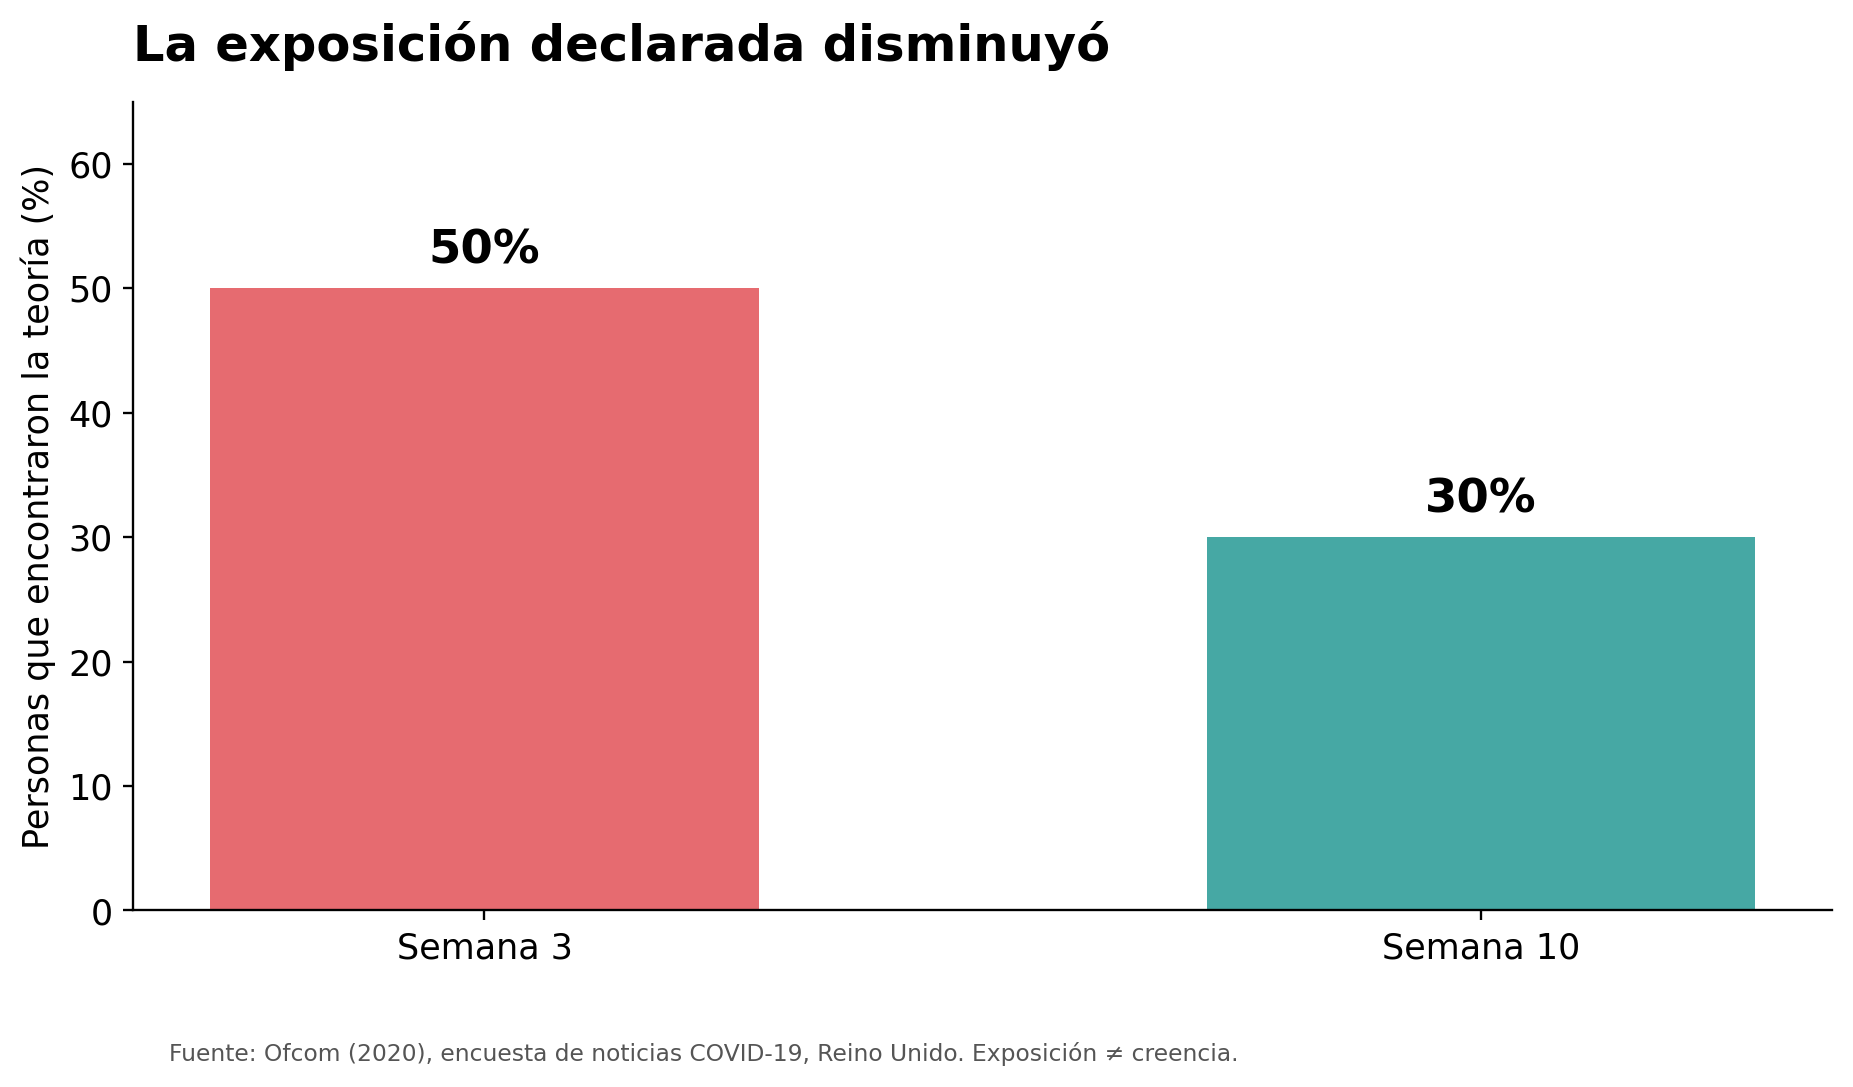 La exposición declarada disminuyó
Personas que encontraron la teoría (%)
60
50
40
30
20
10
0
50%
30%
Semana 3
Semana 10
Fuente: Ofcom (2020), encuesta de noticias COVID-19, Reino Unido. Exposición ≠ creencia.